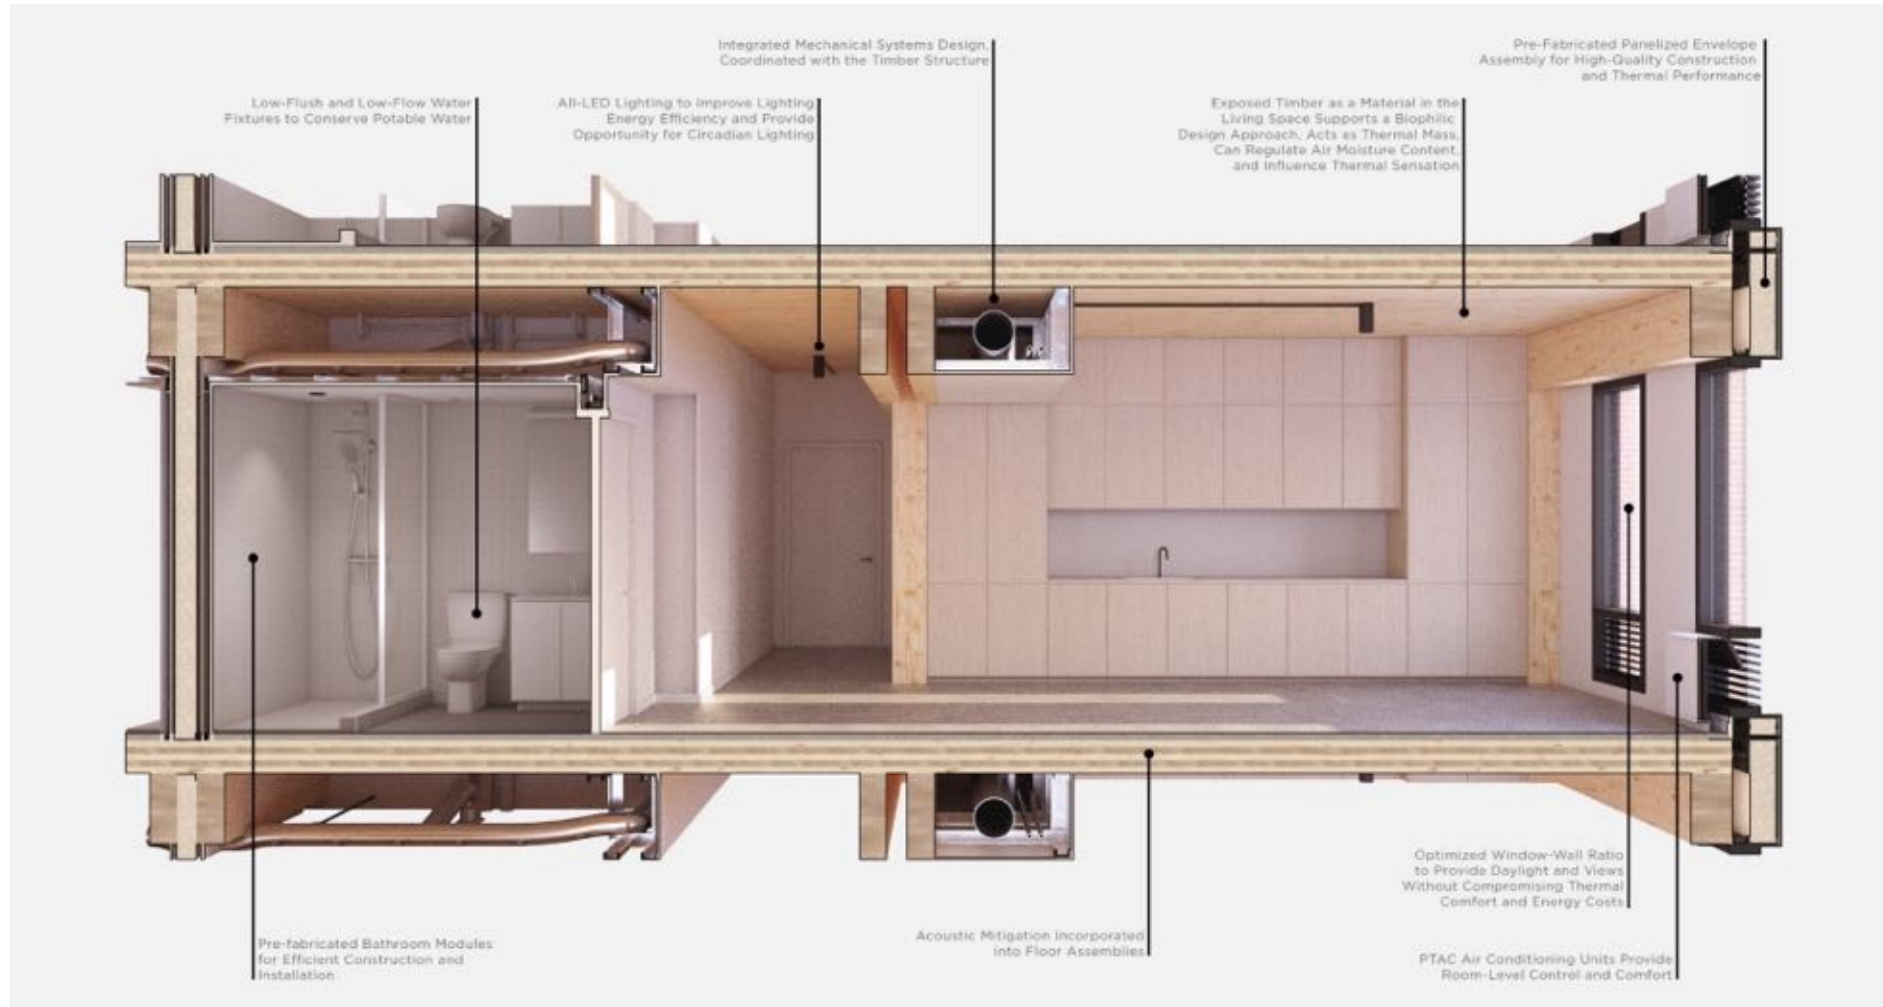 Integrated Mechanical Systems Design,
Coordinated with the Timber Structure
Pre-Fabricated Panelized Envelope
Assembly for High-Quality Construction
and Thermal Performance
Low-Flush and Low-Flow Water
Fixtures to Conserve Potable Water
All-LED Lighting to Improve Lighting
Energy Efficiency and Provide
Opportunity for Circadian Lighting
Exposed Timber as a Material in the
Living Space Supports a Biophilic
Design Approach, Acts as Thermal Mass,
Can Regulate Air Moisture Content,
and Influence Thermal Sensation
Optimized Window-Wall Ratio
to Provide Daylight and Views
Without Compromising Thermal
Comfort and Energy Costs
Acoustic Mitigation Incorporated
into Floor Assemblies
Pre-fabricated Bathroom Modules
for Efficient Construction and
Installation
PTAC Air Conditioning Units Provide
Room-Level Control and Comfort